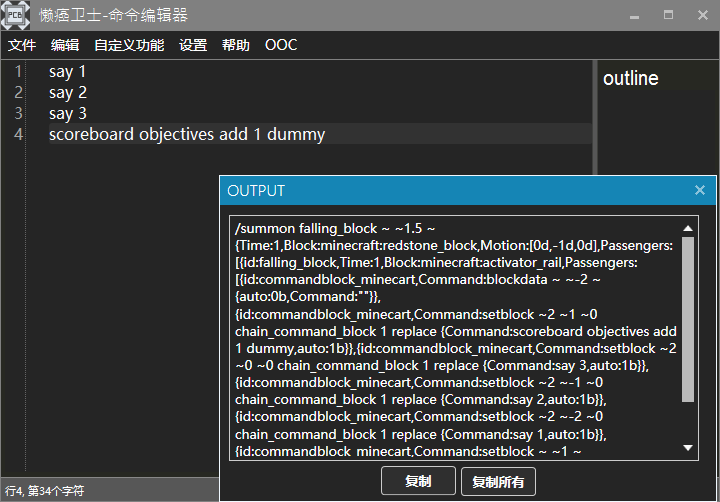 PCB
懒癌卫士-命令编辑器
文件 编辑 自定义功能 设置 帮助 OOC
1 say 1
2 say 2
3 say 3
4 scoreboard objectives add 1 dummy
outline
OUTPUT
/summon falling_block ~ ~1.5 ~
{Time:1,Block:minecraft:redstone_block,Motion:[0d,-1d,0d],Passengers:
[{id:falling_block,Time:1,Block:minecraft:activator_rail,Passengers:
[{id:commandblock_minecart,Command:blockdata ~ ~-2 ~
{auto:0b,Command:""}},
{id:commandblock_minecart,Command:setblock ~2 ~1 ~0
chain_command_block 1 replace {Command:scoreboard objectives add
1 dummy,auto:1b}},{id:commandblock_minecart,Command:setblock ~2
~0 ~0 chain_command_block 1 replace {Command:say 3,auto:1b}},
{id:commandblock_minecart,Command:setblock ~2 ~-1 ~0
chain_command_block 1 replace {Command:say 2,auto:1b}},
{id:commandblock_minecart,Command:setblock ~2 ~-2 ~0
chain_command_block 1 replace {Command:say 1,auto:1b}},
{id:commandblock_minecart,Command:setblock ~ ~1 ~
复制 复制所有
行4, 第34个字符